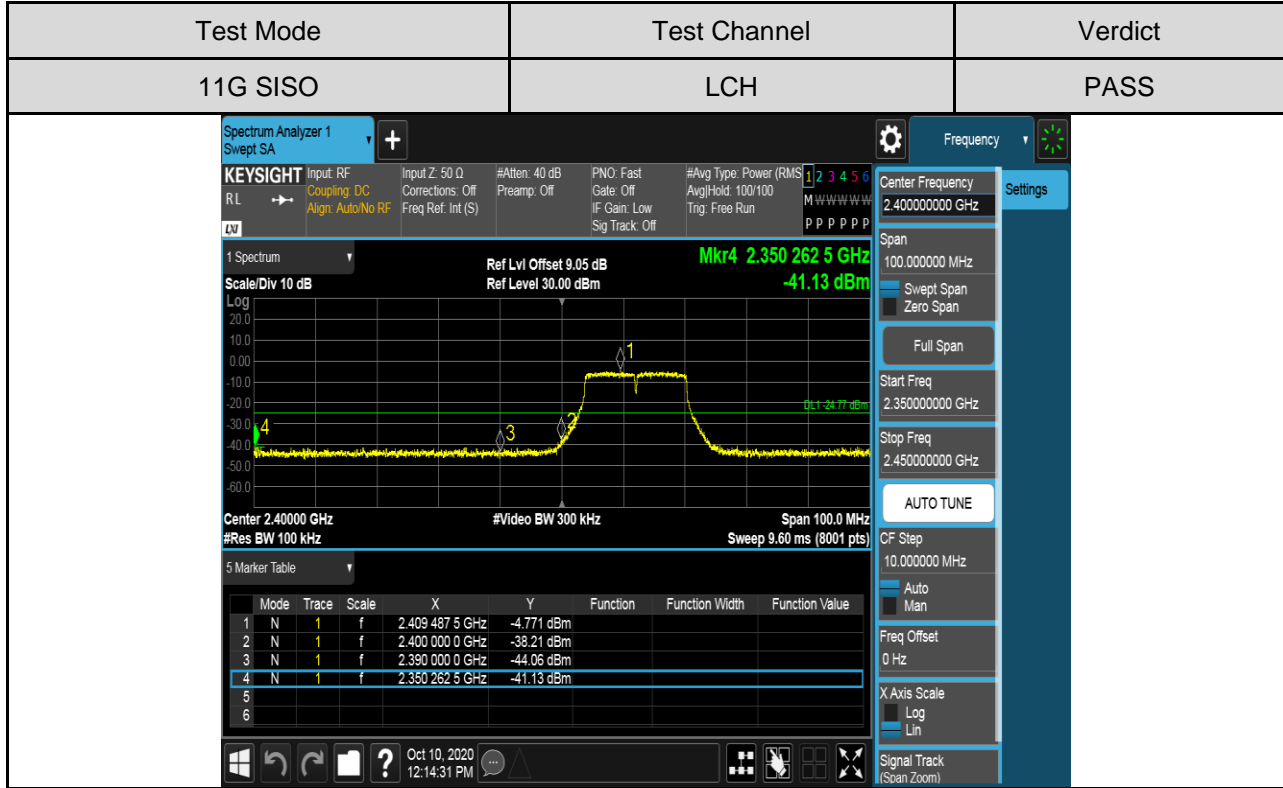 Test Mode Test Channel Verdict
11G SISO LCH PASS
Spectrum Analyzer 1
Swept SA
+
Frequency
KEYSIGHT Input: RF Input Z: 50 Ω #Atten: 40 dB PNO: Fast #Avg Type: Power (RMS 1 2 3 4 5 6
RL Coupling: DC Corrections: Off Preamp: Off Gate: Off Avg|Hold: 100/100 M W W W W W
Align: Auto/No RF Freq Ref: Int (S) IF Gain: Low Trig: Free Run
LXI Sig Track: Off P P P P P P
1 Spectrum
Ref Lvl Offset 9.05 dB Mkr4 2.350 262 5 GHz
Scale/Div 10 dB Ref Level 30.00 dBm -41.13 dBm
Log
20.0
10.0
0.00
-10.0
-20.0
-30.0
-40.0
-50.0
-60.0
1
2
3
4
DL1 -24.77 dBm
Center 2.40000 GHz #Video BW 300 kHz Span 100.0 MHz
#Res BW 100 kHz Sweep 9.60 ms (8001 pts)
5 Marker Table
Mode Trace Scale X Y Function Function Width Function Value
1 N 1 f 2.409 487 5 GHz -4.771 dBm
2 N 1 f 2.400 000 0 GHz -38.21 dBm
3 N 1 f 2.390 000 0 GHz -44.06 dBm
4 N 1 f 2.350 262 5 GHz -41.13 dBm
5
6
?
Oct 10, 2020
12:14:31 PM
Center Frequency
2.400000000 GHz
Settings
Span
100.000000 MHz
Swept Span
Zero Span
Full Span
Start Freq
2.350000000 GHz
Stop Freq
2.450000000 GHz
AUTO TUNE
CF Step
10.000000 MHz
Auto
Man
Freq Offset
0 Hz
X Axis Scale
Log
Lin
Signal Track
(Span Zoom)